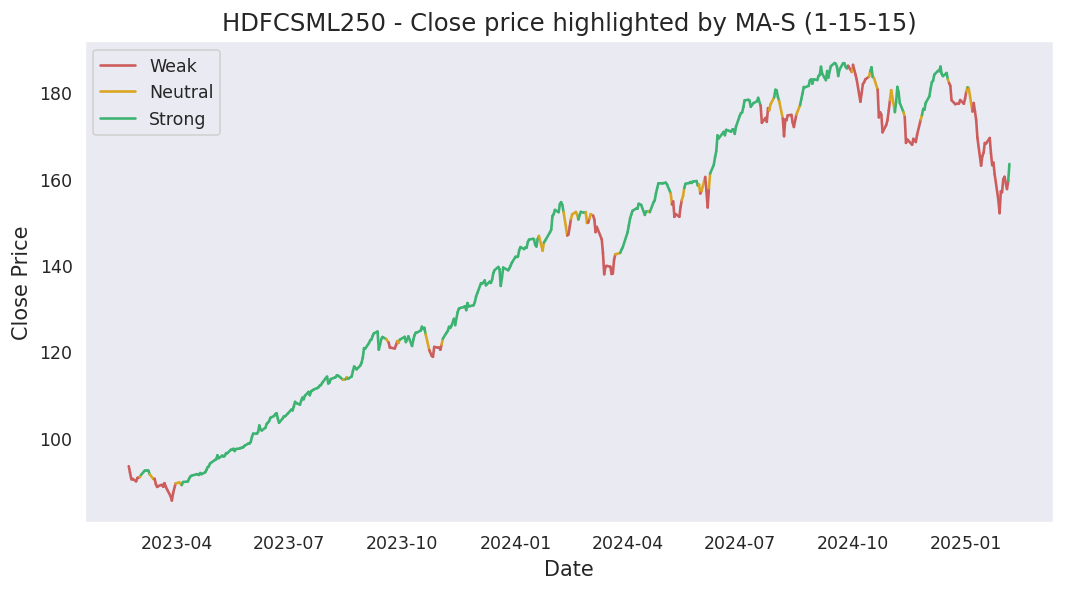 HDFCSML250 - Close price highlighted by MA-S (1-15-15)
Weak
Neutral
Strong
Close Price
180
160
140
120
100
2023-04 2023-07 2023-10 2024-01 2024-04 2024-07 2024-10 2025-01
Date